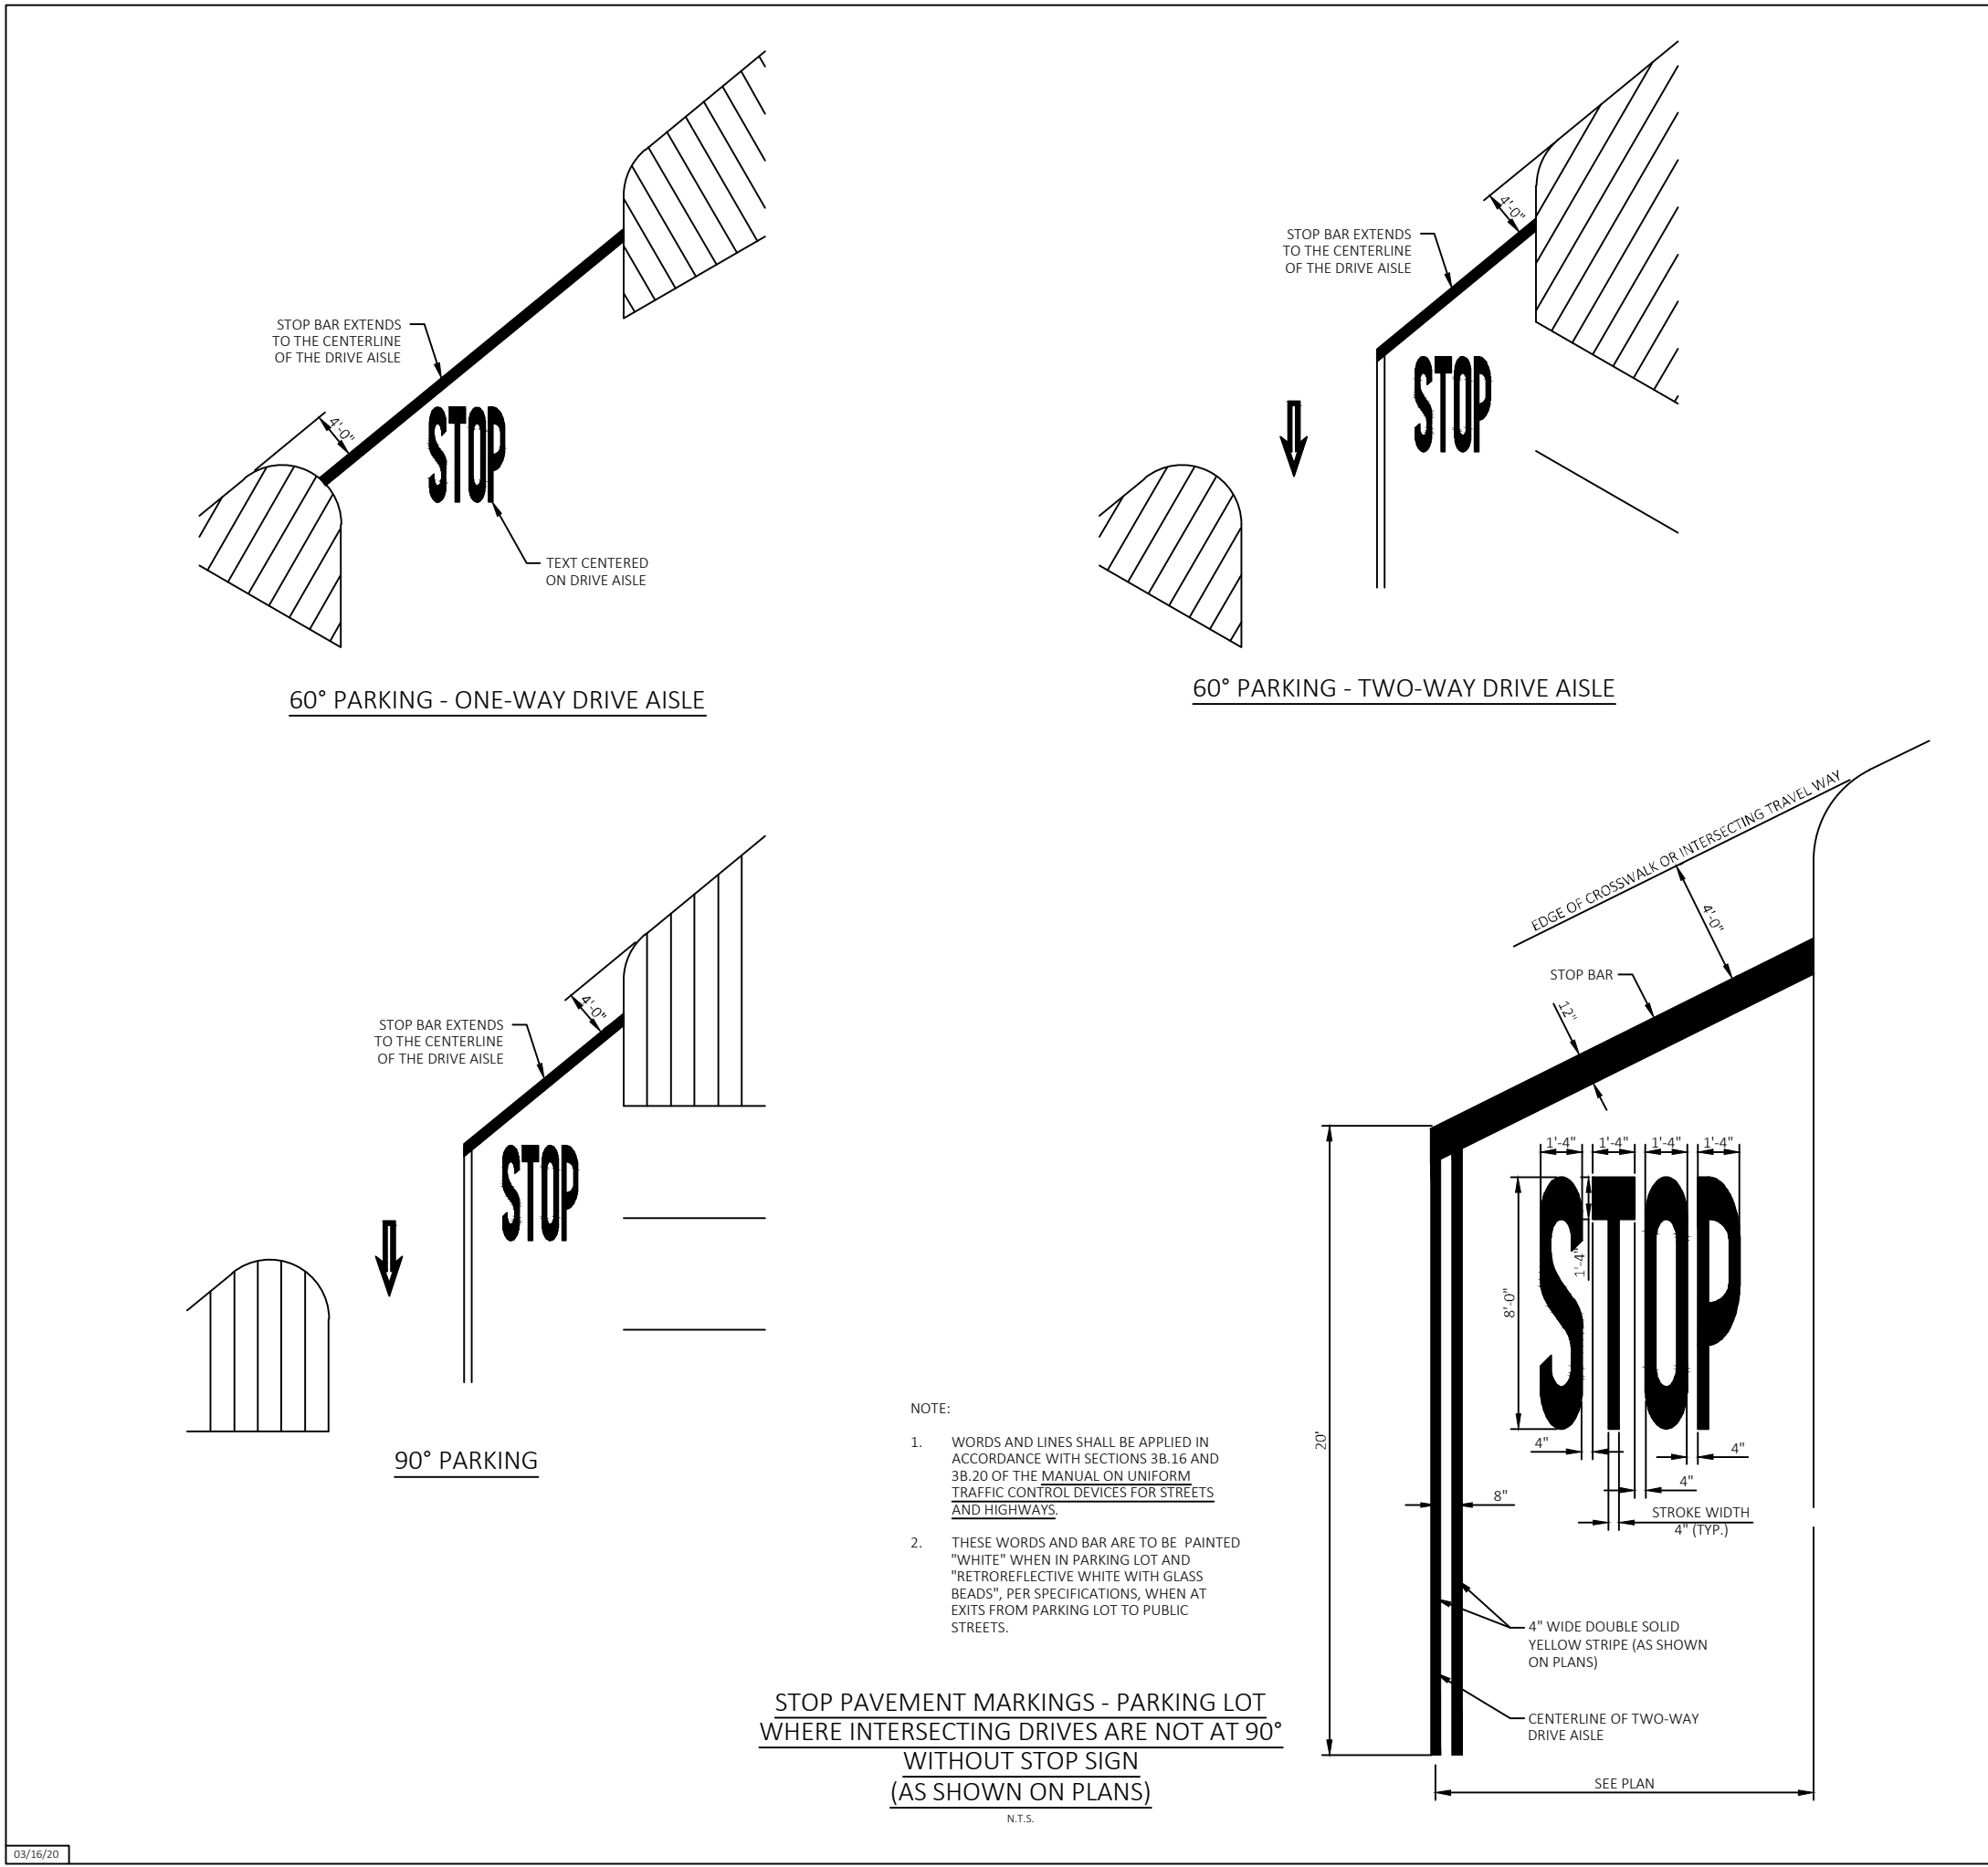 4'-0"
STOP BAR EXTENDS
TO THE CENTERLINE
OF THE DRIVE AISLE
4'-0"
STOP
TEXT CENTERED
ON DRIVE AISLE
60° PARKING - ONE-WAY DRIVE AISLE
STOP BAR EXTENDS
TO THE CENTERLINE
OF THE DRIVE AISLE
STOP
60° PARKING - TWO-WAY DRIVE AISLE
4'-0"
STOP BAR EXTENDS
TO THE CENTERLINE
OF THE DRIVE AISLE
STOP
90° PARKING
EDGE OF CROSSWALK OR INTERSECTING TRAVEL WAY
4'-0"
STOP BAR
12"
1'-4" 1'-4" 1'-4" 1'-4"
STOP
1'-4"
8'-0"
20'
4" 4"
4"
8"
STROKE WIDTH
4" (TYP.)
4" WIDE DOUBLE SOLID
YELLOW STRIPE (AS SHOWN
ON PLANS)
CENTERLINE OF TWO-WAY
DRIVE AISLE
SEE PLAN
NOTE:
1. WORDS AND LINES SHALL BE APPLIED IN
ACCORDANCE WITH SECTIONS 3B.16 AND
3B.20 OF THE MANUAL ON UNIFORM
TRAFFIC CONTROL DEVICES FOR STREETS
AND HIGHWAYS.
2. THESE WORDS AND BAR ARE TO BE PAINTED
"WHITE" WHEN IN PARKING LOT AND
"RETROREFLECTIVE WHITE WITH GLASS
BEADS", PER SPECIFICATIONS, WHEN AT
EXITS FROM PARKING LOT TO PUBLIC
STREETS.
STOP PAVEMENT MARKINGS - PARKING LOT
WHERE INTERSECTING DRIVES ARE NOT AT 90°
WITHOUT STOP SIGN
(AS SHOWN ON PLANS)
N.T.S.
03/16/20